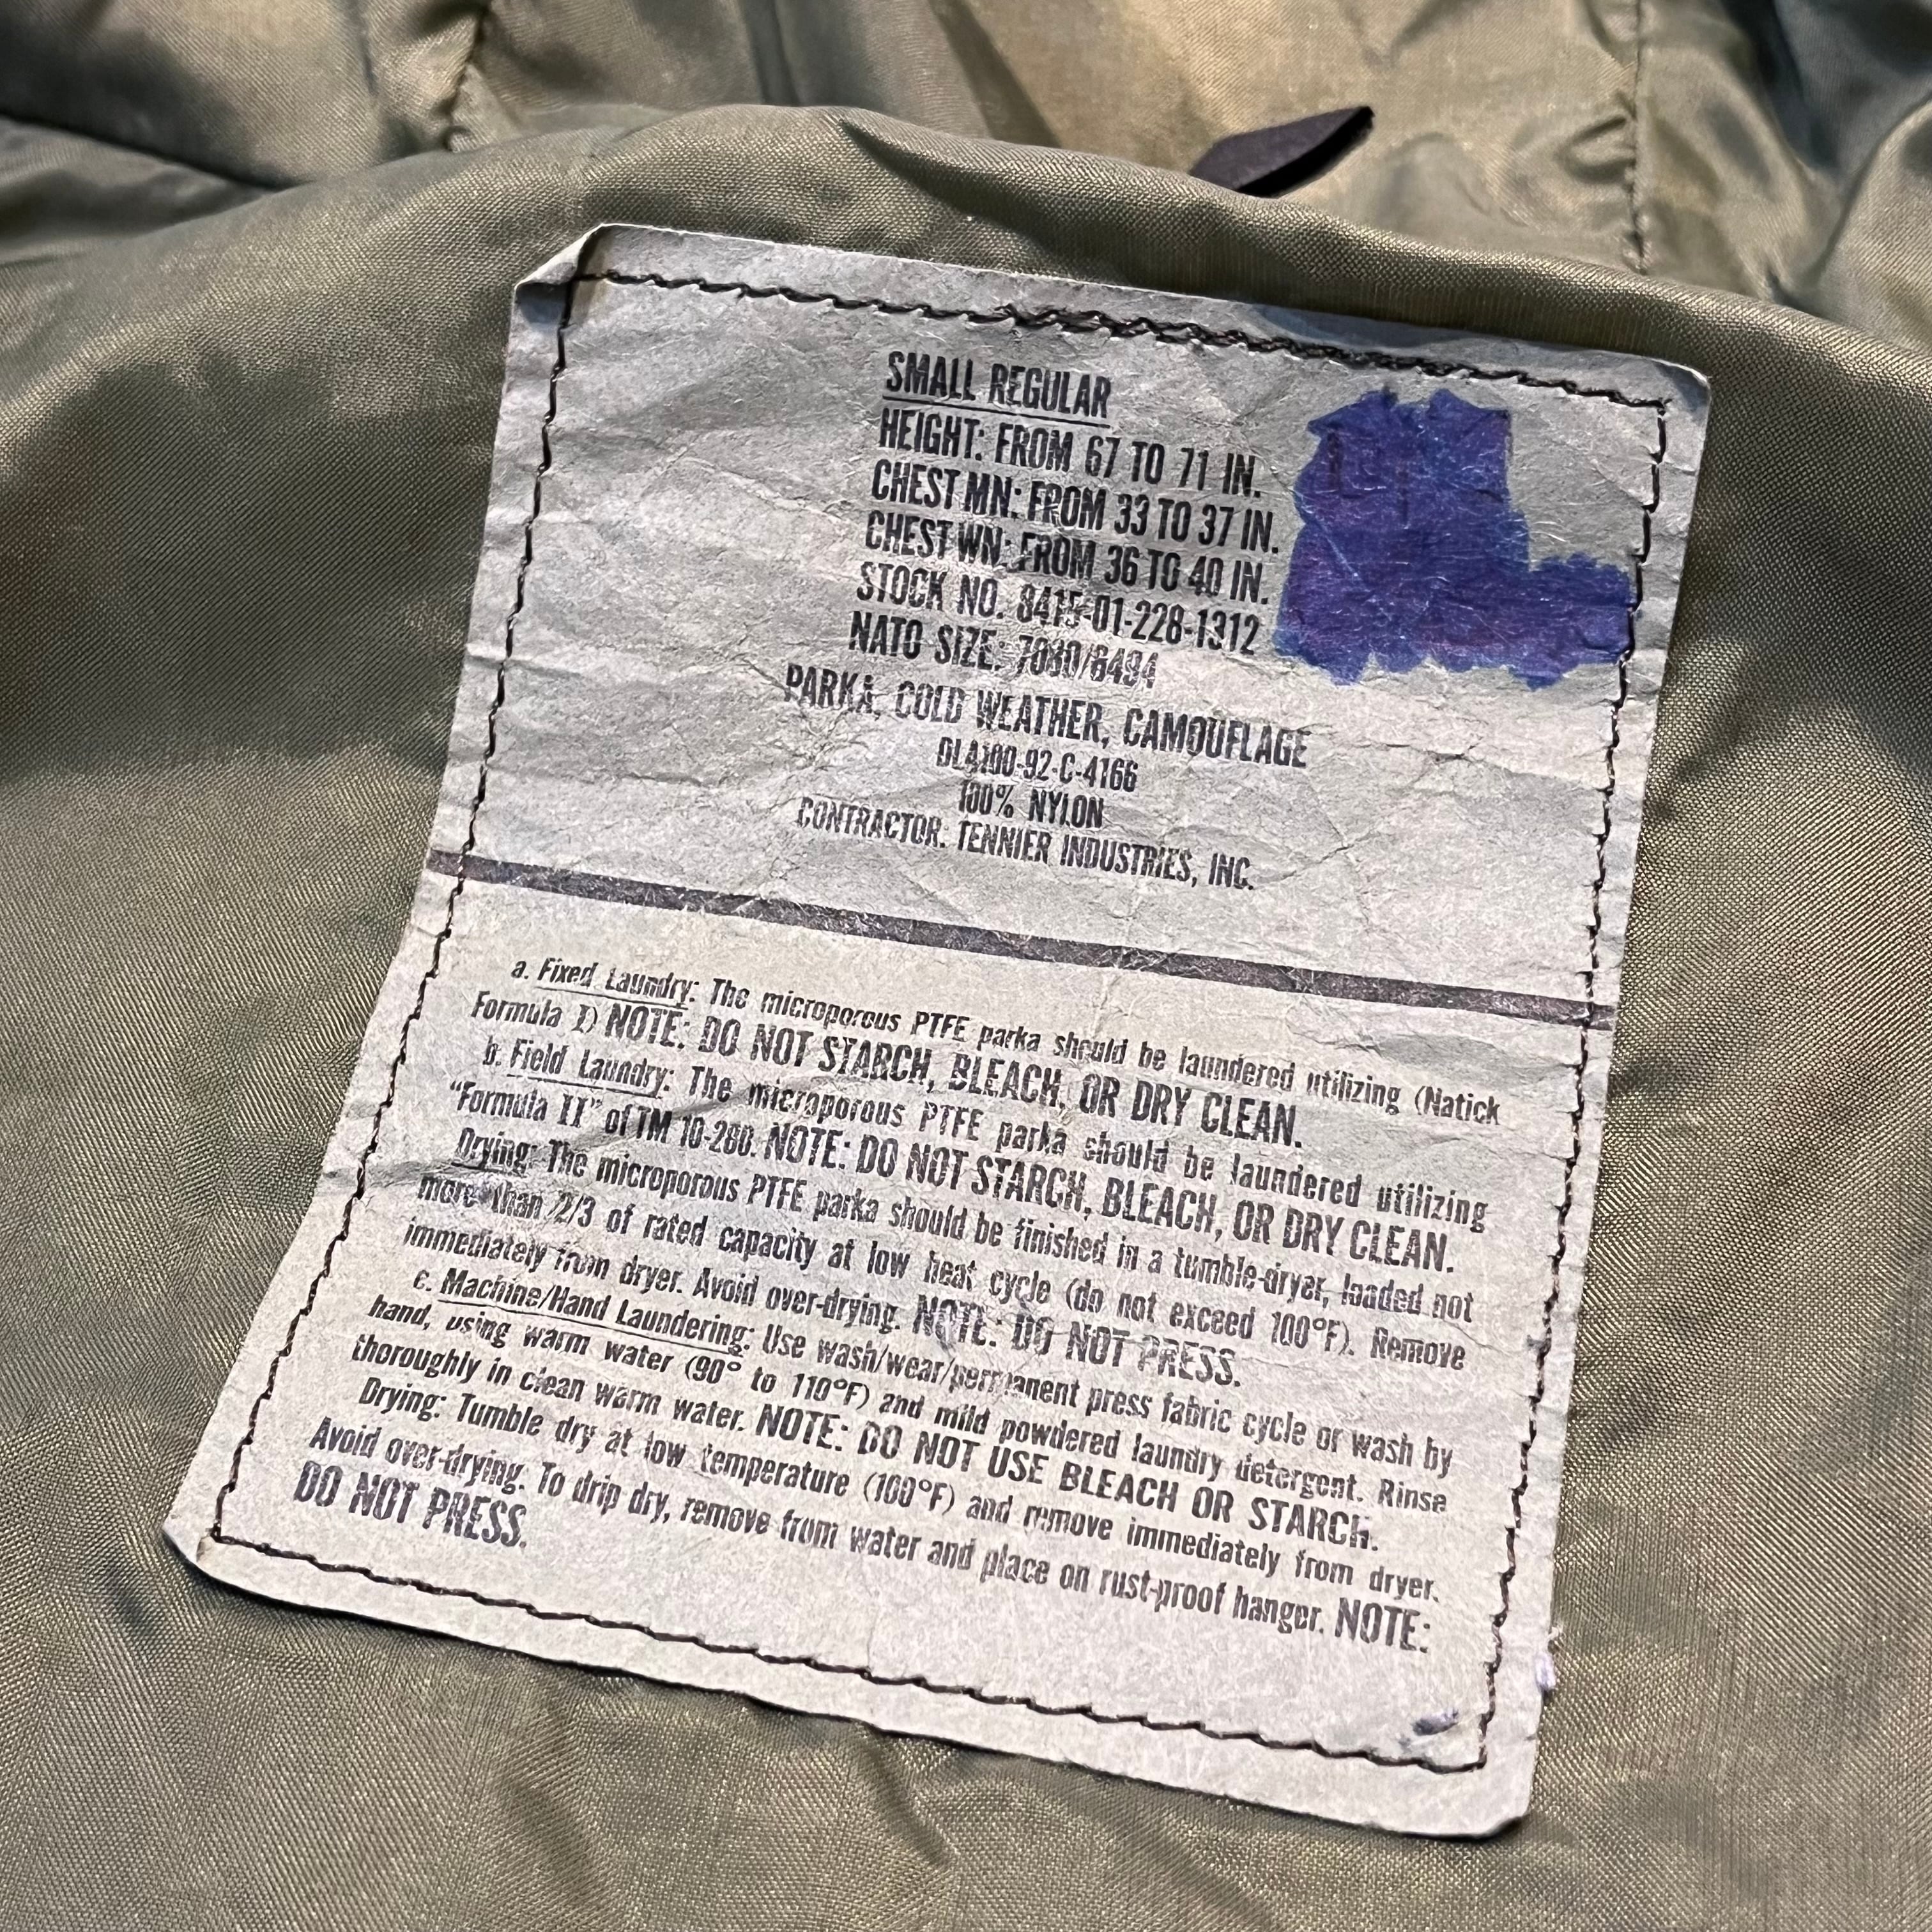 SMALL REGULAR
HEIGHT: FROM 67 TO 71 IN.
CHEST MN: FROM 33 TO 37 IN.
CHEST WN: FROM 36 TO 40 IN.
STOCK NO. 8415-01-228-1312
NATO SIZE: 7080/8494
PARKA, COLD WEATHER, CAMOUFLAGE
DLA100-92-C-4166
100% NYLON
CONTRACTOR: TENNIER INDUSTRIES, INC.
a. Fixed Laundry: The microporous PTFE parka should be laundered utilizing (Natick
Formula I) NOTE: DO NOT STARCH, BLEACH, OR DRY CLEAN.
b. Field Laundry: The microporous PTFE parka should be laundered utilizing
"Formula II" of TM 10-280. NOTE: DO NOT STARCH, BLEACH, OR DRY CLEAN.
Drying: The microporous PTFE parka should be finished in a tumble-dryer, loaded not
more than 2/3 of rated capacity at low heat cycle (do not exceed 100°F). Remove
immediately from dryer. Avoid over-drying. NOTE: DO NOT PRESS.
c. Machine/Hand Laundering: Use wash/wear/permanent press fabric cycle or wash by
hand, using warm water (90° to 110°F) and mild powdered laundry detergent. Rinse
thoroughly in clean warm water. NOTE: DO NOT USE BLEACH OR STARCH.
Drying: Tumble dry at low temperature (100°F) and remove immediately from dryer.
Avoid over-drying. To drip dry, remove from water and place on rust-proof hanger. NOTE:
DO NOT PRESS.